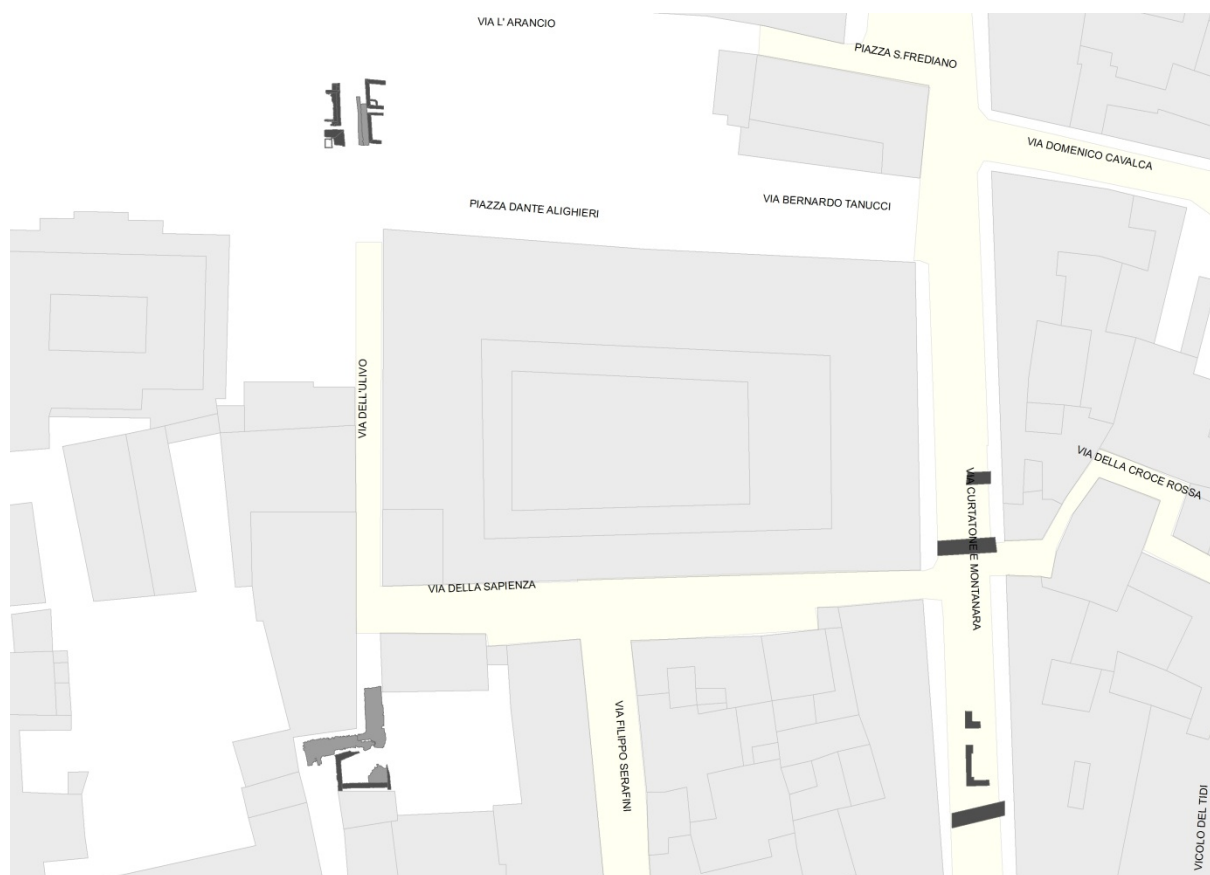 VIA L' ARANCIO
PIAZZA S.FREDIANO
VIA DOMENICO CAVALCA
PIAZZA DANTE ALIGHIERI
VIA BERNARDO TANUCCI
VIA DELL'ULIVO
VIA DELLA CROCE ROSSA
VIA CURTATONE E MONTANARA
VIA DELLA SAPIENZA
VIA FILIPPO SERAFINI
VICOLO DEL TIDI